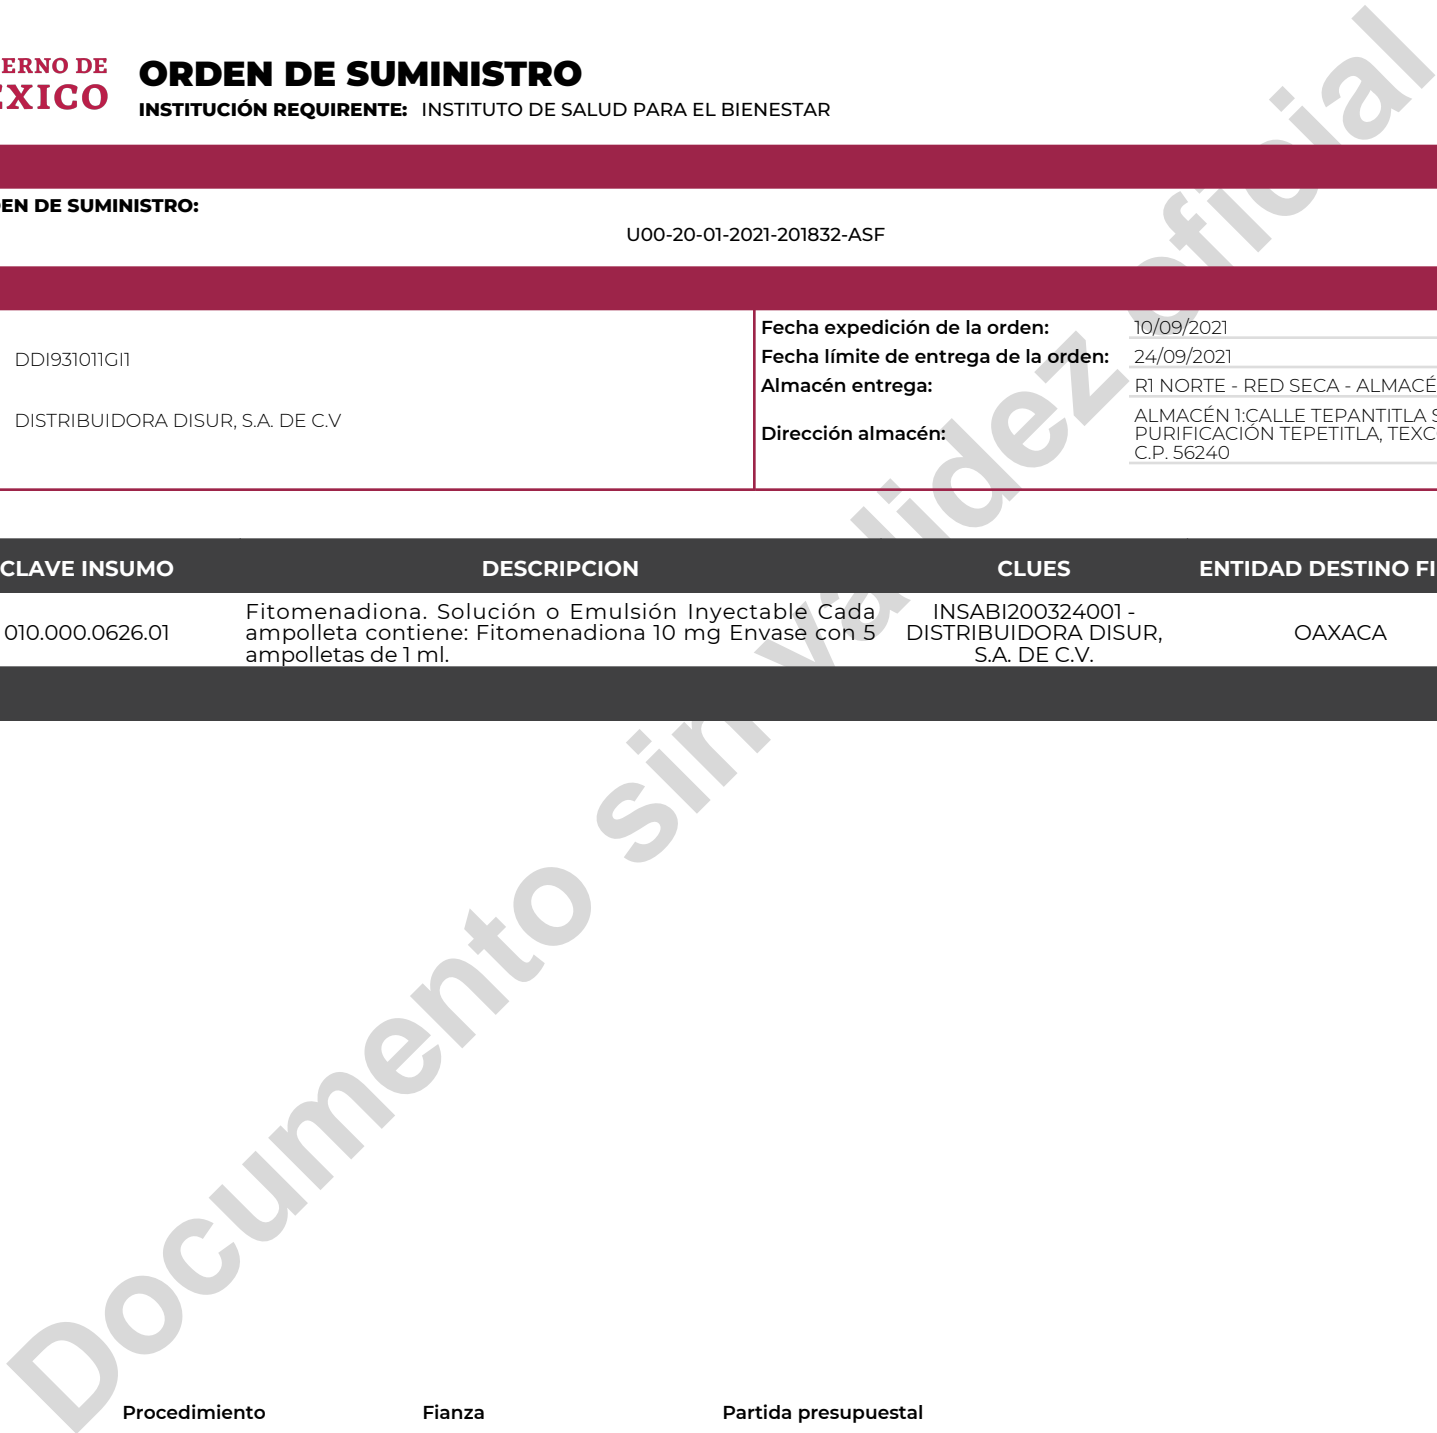 ERNO DE
ÉXICO
ORDEN DE SUMINISTRO
INSTITUCIÓN REQUIRENTE: INSTITUTO DE SALUD PARA EL BIENESTAR
EN DE SUMINISTRO:
U00-20-01-2021-201832-ASF
DDI931011GI1
DISTRIBUIDORA DISUR, S.A. DE C.V
Fecha expedición de la orden: 10/09/2021
Fecha límite de entrega de la orden: 24/09/2021
Almacén entrega: R1 NORTE - RED SECA - ALMACÉ
Dirección almacén: ALMACÉN 1:CALLE TEPANTITLA S
PURIFICACIÓN TEPETITLA, TEXC
C.P. 56240
CLAVE INSUMO DESCRIPCION CLUES ENTIDAD DESTINO FI
010.000.0626.01
Fitomenadiona. Solución o Emulsión Inyectable Cada
ampolleta contiene: Fitomenadiona 10 mg Envase con 5
ampolletas de 1 ml.
INSABI200324001 -
DISTRIBUIDORA DISUR,
S.A. DE C.V.
OAXACA
Documento sin validez oficial
Procedimiento Fianza Partida presupuestal